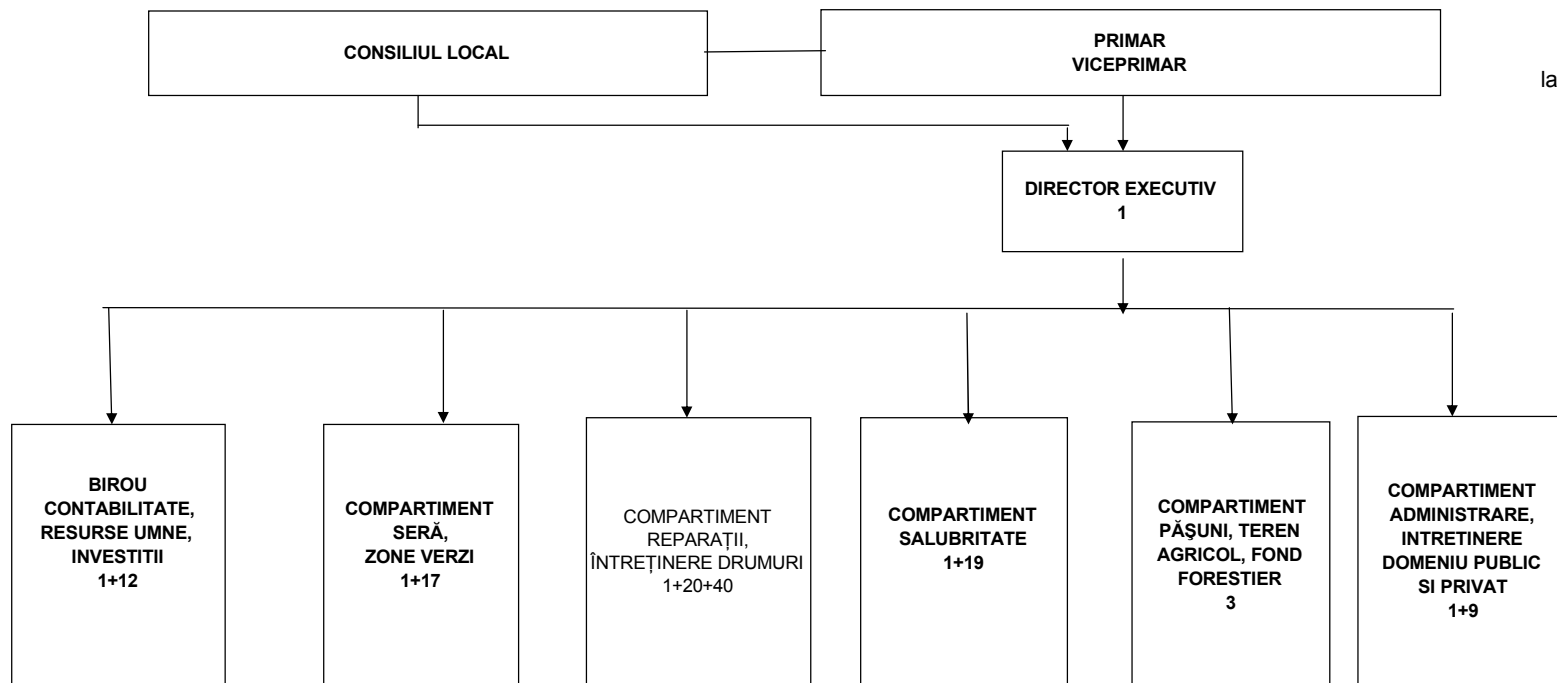 CONSILIUL LOCAL
PRIMAR
VICEPRIMAR
la
DIRECTOR EXECUTIV
1
BIROU
CONTABILITATE,
RESURSE UMNE,
INVESTITII
1+12
COMPARTIMENT
SERĂ,
ZONE VERZI
1+17
COMPARTIMENT
REPARAȚII,
ÎNTREȚINERE DRUMURI
1+20+40
COMPARTIMENT
SALUBRITATE
1+19
COMPARTIMENT
PĂŞUNI, TEREN
AGRICOL, FOND
FORESTIER
3
COMPARTIMENT
ADMINISTRARE,
INTRETINERE
DOMENIU PUBLIC
SI PRIVAT
1+9